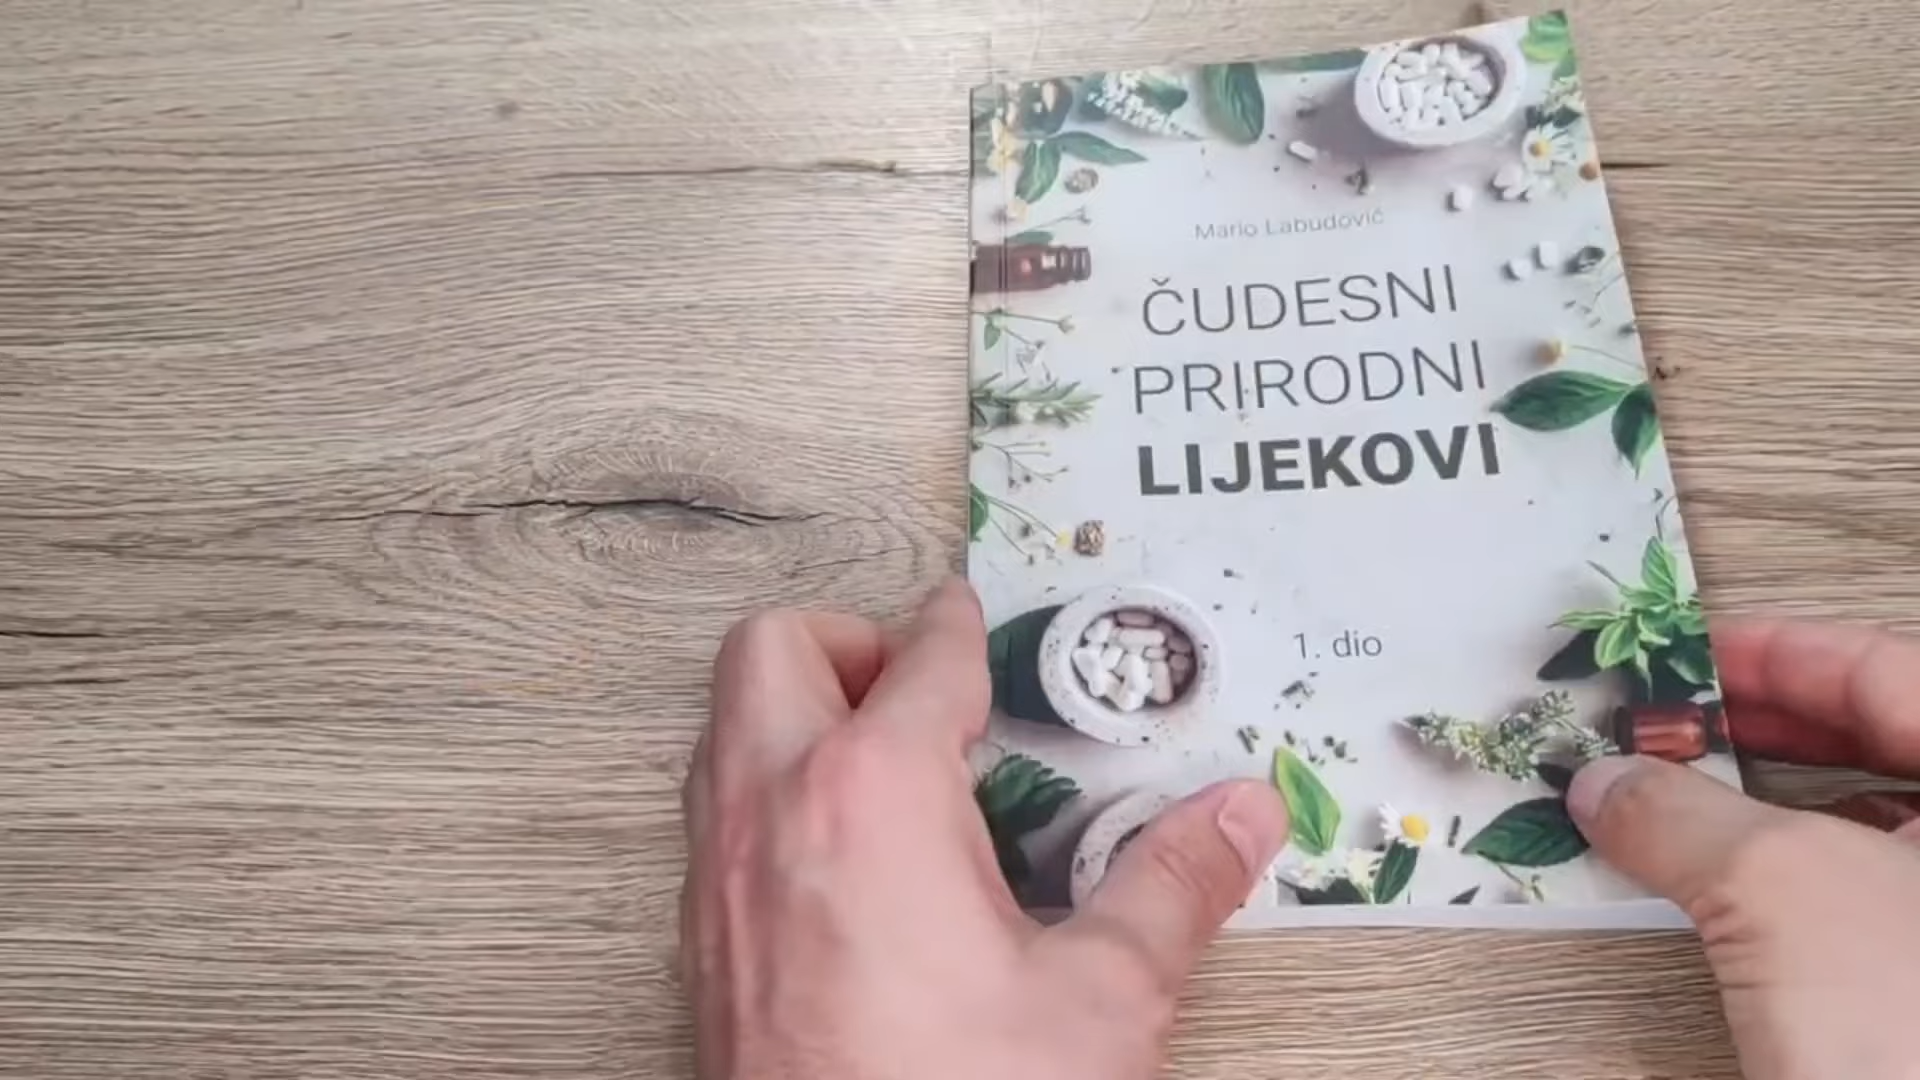 Mario Labudović
ČUDESNI
PRIRODNI
LIJEKOVI
1. dio